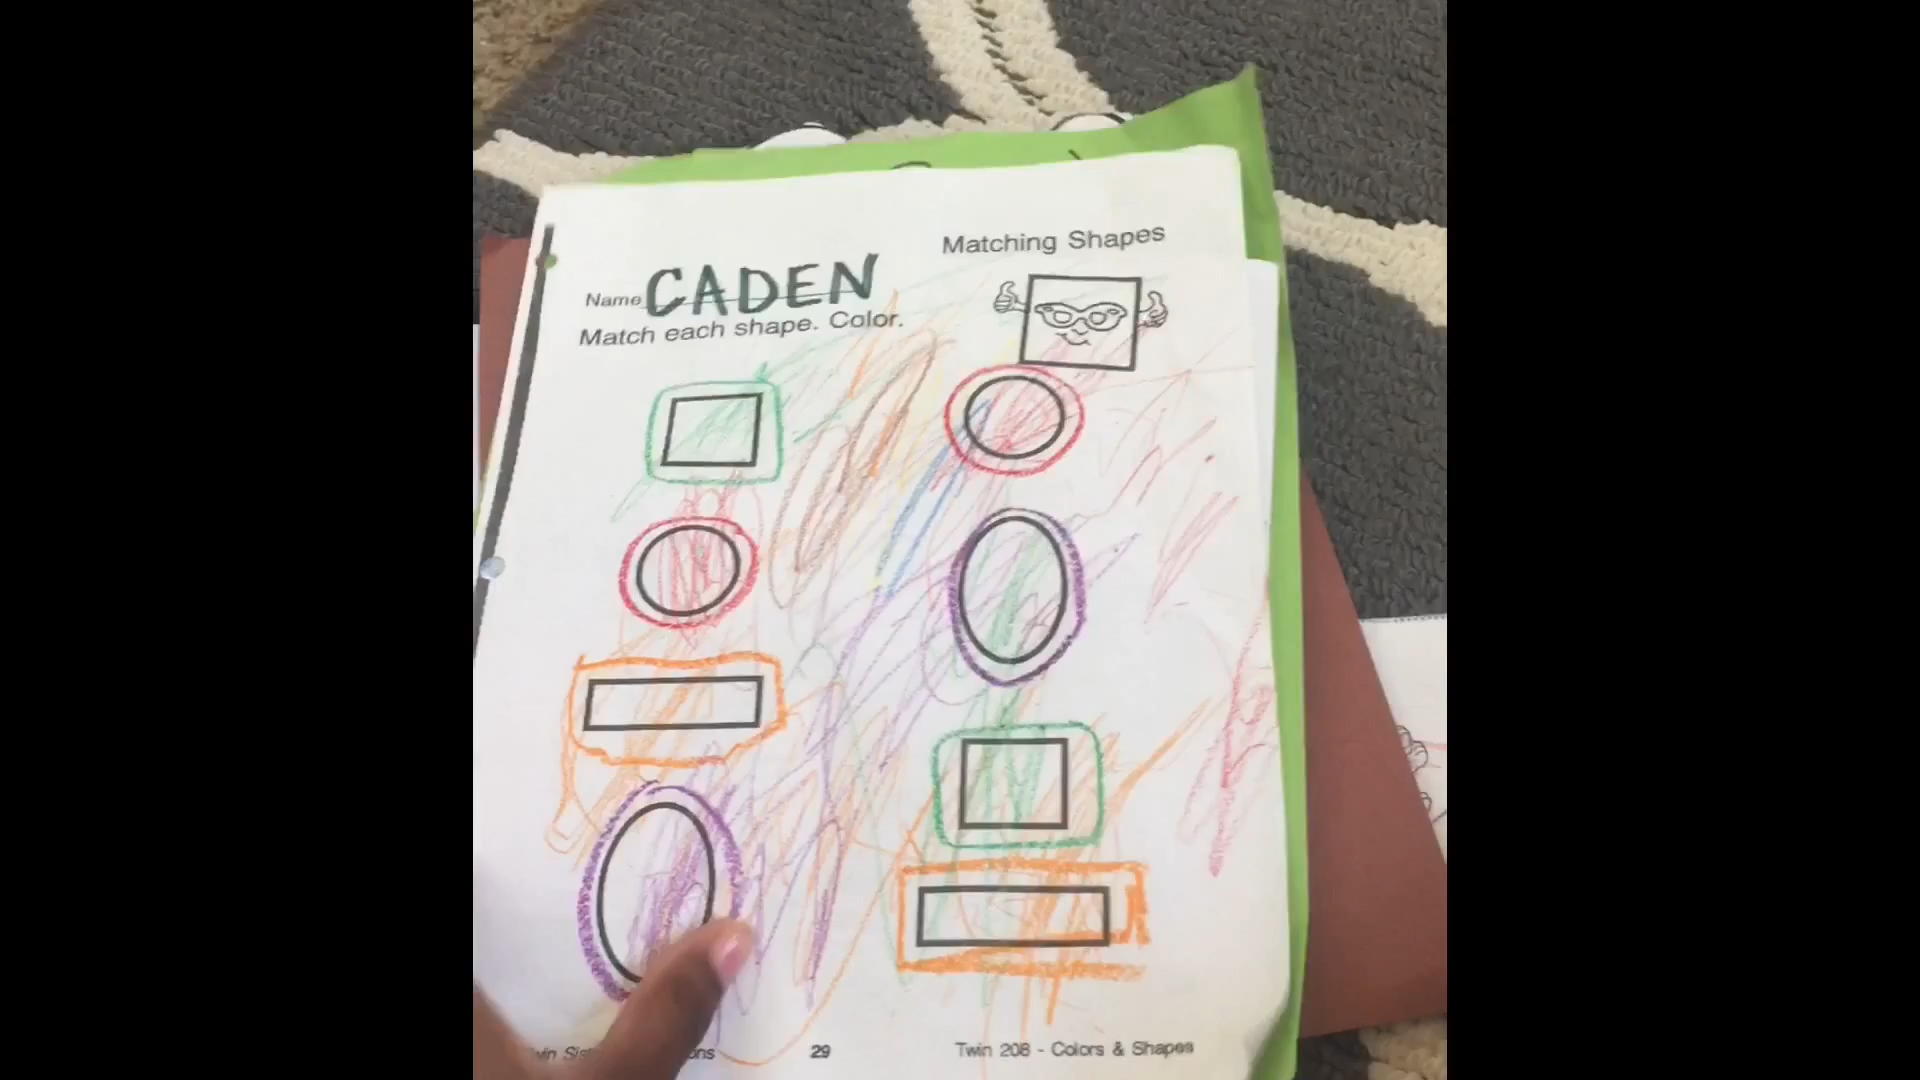 Matching Shapes
Name CADEN
Match each shape. Color.
29
Twin 208 - Colors & Shapes